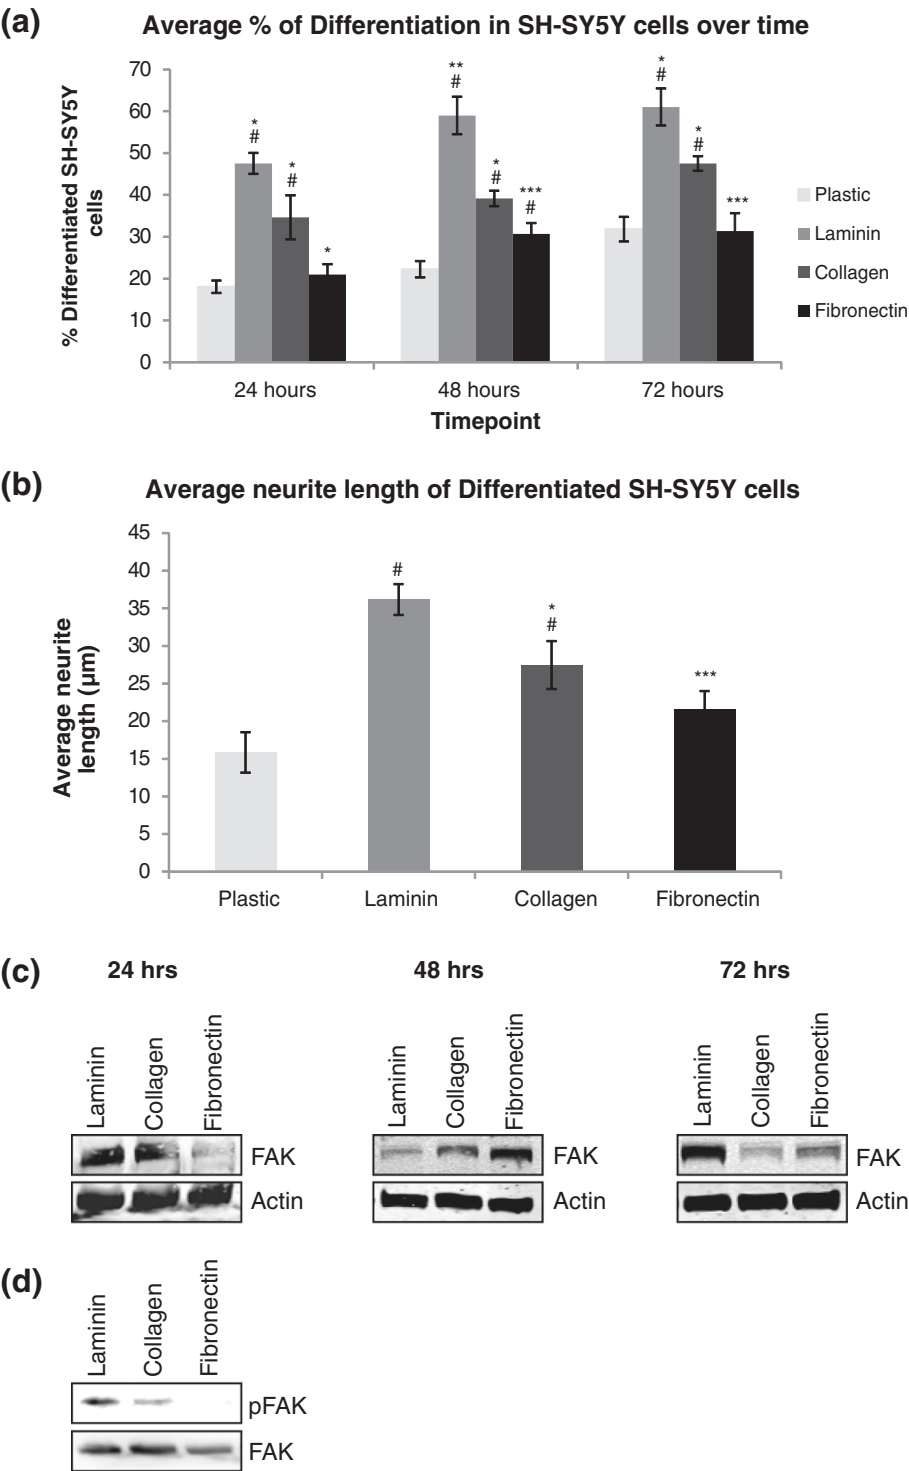 (a)
Average % of Differentiation in SH-SY5Y cells over time
% Differentiated SH-SY5Y
cells
70
60
50
40
30
20
10
0
*
#
*
#
*
**
#
*
#
***
#
*
#
*
#
***
24 hours
48 hours
72 hours
Timepoint
Plastic
Laminin
Collagen
Fibronectin
(b)
Average neurite length of Differentiated SH-SY5Y cells
Average neurite
length (µm)
45
40
35
30
25
20
15
10
5
0
#
*
#
***
Plastic
Laminin
Collagen
Fibronectin
(c)
24 hrs
Laminin
Collagen
Fibronectin
FAK
Actin
48 hrs
Laminin
Collagen
Fibronectin
FAK
Actin
72 hrs
Laminin
Collagen
Fibronectin
FAK
Actin
(d)
Laminin
Collagen
Fibronectin
pFAK
FAK